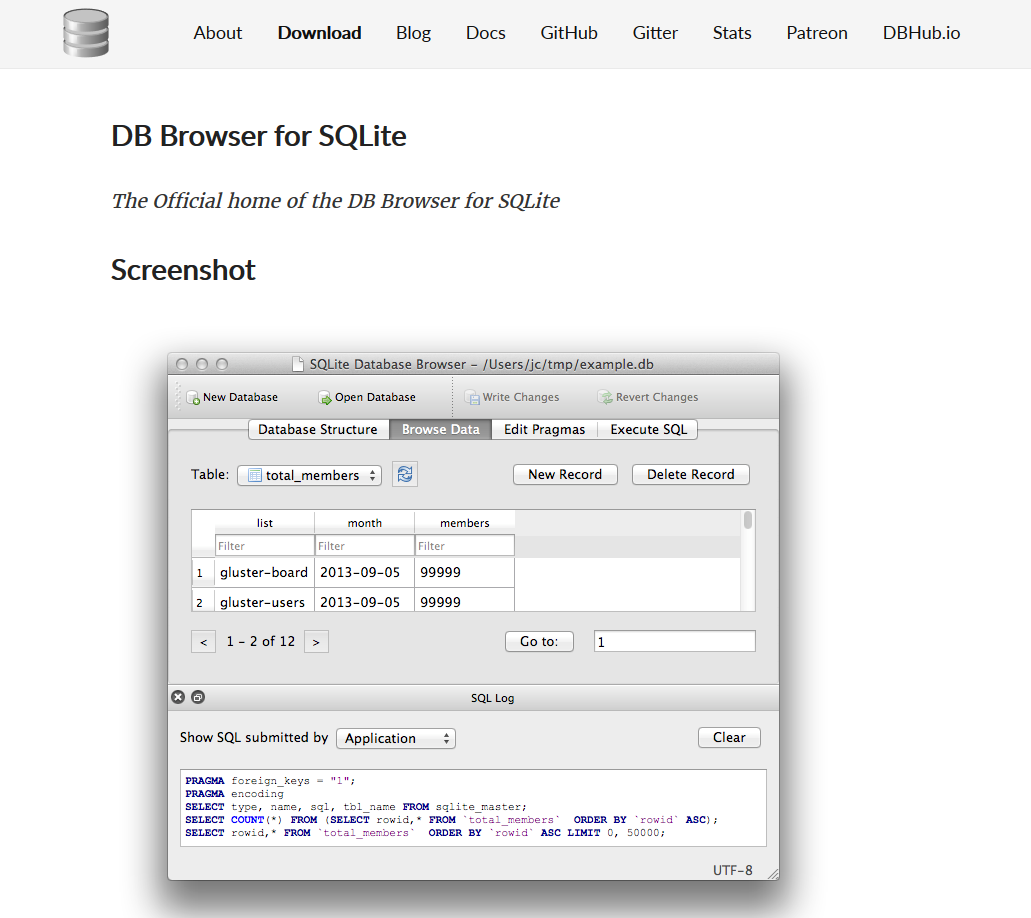 About Download Blog Docs GitHub Gitter Stats Patreon DBHub.io
DB Browser for SQLite
The Official home of the DB Browser for SQLite
Screenshot
SQLite Database Browser - /Users/jc/tmp/example.db
New Database Open Database Write Changes Revert Changes
Database Structure Browse Data Edit Pragmas Execute SQL
Table: total_members New Record Delete Record
list month members
Filter Filter Filter
1 gluster-board 2013-09-05 99999
2 gluster-users 2013-09-05 99999
< 1 - 2 of 12 > Go to: 1
SQL Log
Show SQL submitted by Application Clear
PRAGMA foreign_keys = "1";
PRAGMA encoding
SELECT type, name, sql, tbl_name FROM sqlite_master;
SELECT COUNT(*) FROM (SELECT rowid,* FROM `total_members` ORDER BY `rowid` ASC);
SELECT rowid,* FROM `total_members` ORDER BY `rowid` ASC LIMIT 0, 50000;
UTF-8